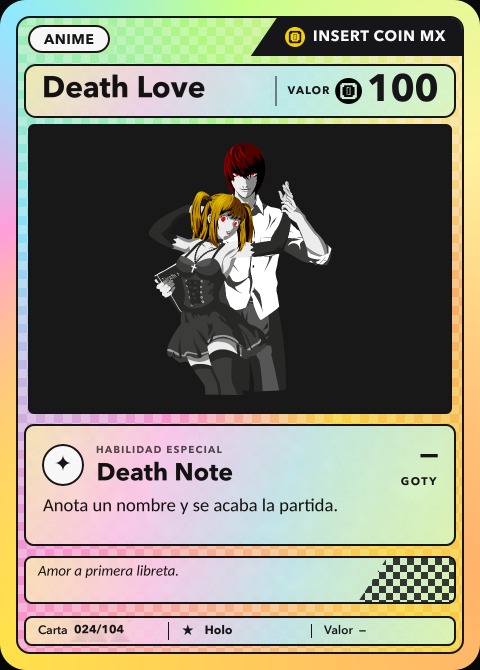 ANIME
INSERT COIN MX
Death Love
VALOR 100
HABILIDAD ESPECIAL
Death Note
–
GOTY
Anota un nombre y se acaba la partida.
Amor a primera libreta.
Carta 024/104 ★ Holo Valor –